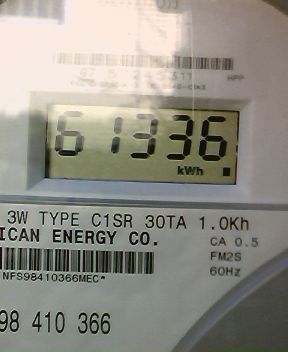 61336
kWh
3W TYPE C1SR 30TA 1.0Kh
ICAN ENERGY CO.
CA 0.5
FM2S
NFS98410366MEC*
60Hz
98 410 366